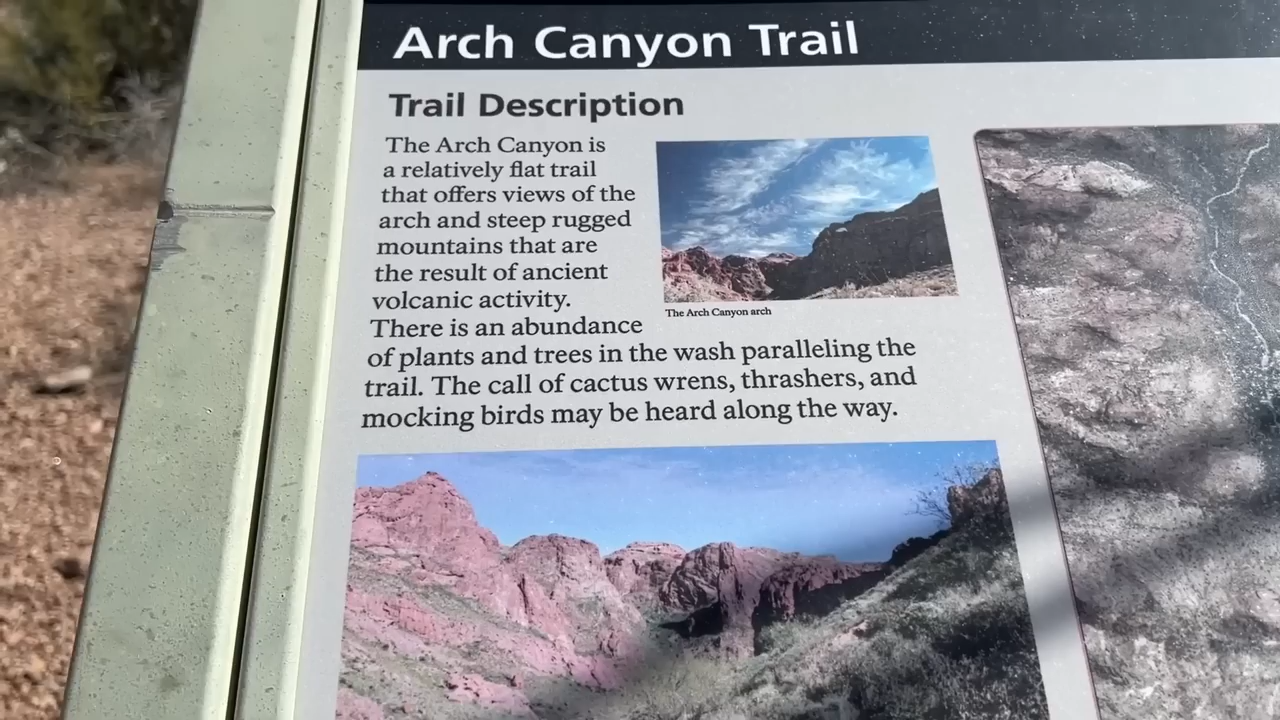 Arch Canyon Trail
Trail Description
The Arch Canyon is
a relatively flat trail
that offers views of the
arch and steep rugged
mountains that are
the result of ancient
volcanic activity.
There is an abundance
of plants and trees in the wash paralleling the
trail. The call of cactus wrens, thrashers, and
mocking birds may be heard along the way.
The Arch Canyon arch